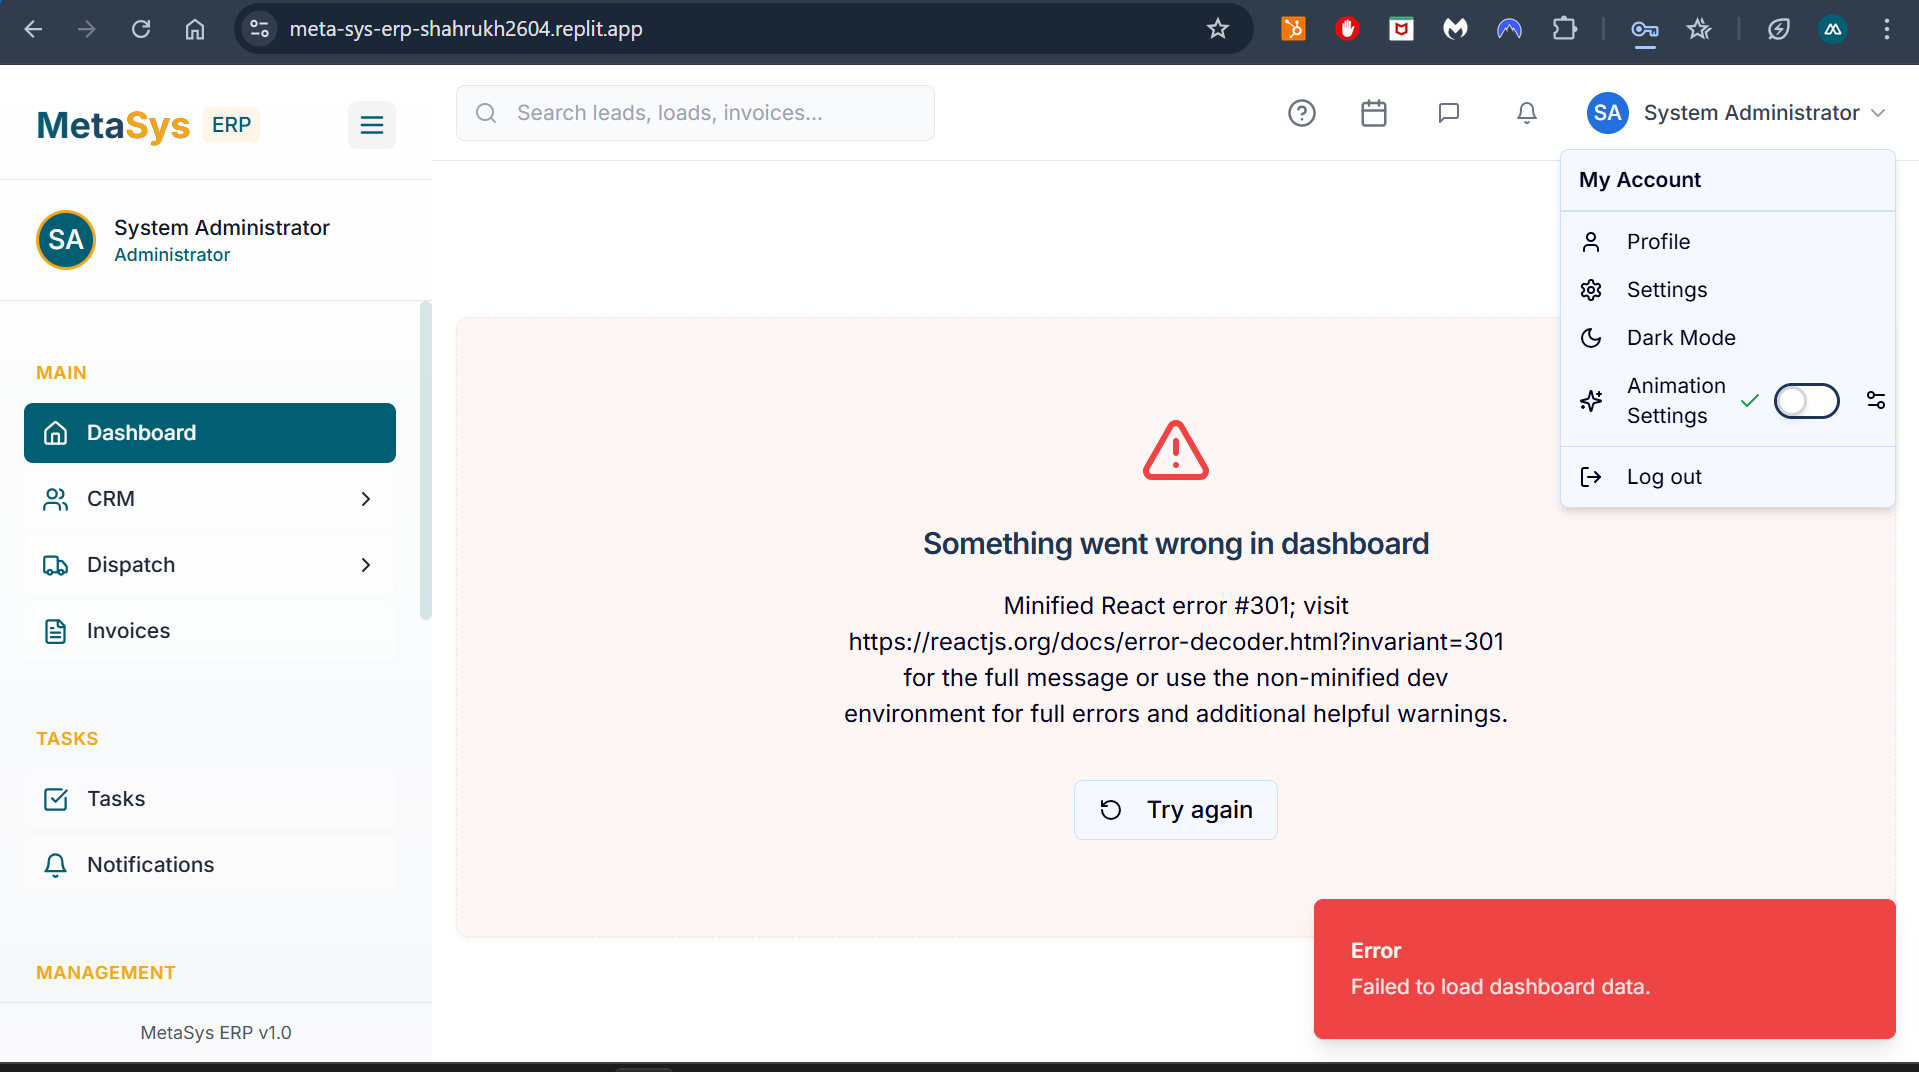 meta-sys-erp-shahrukh2604.replit.app
MetaSys ERP
Search leads, loads, invoices...
SA System Administrator
My Account
Profile
Settings
Dark Mode
Animation
Settings
Log out
SA
System Administrator
Administrator
MAIN
Dashboard
CRM
Dispatch
Invoices
TASKS
Tasks
Notifications
MANAGEMENT
MetaSys ERP v1.0
Something went wrong in dashboard
Minified React error #301; visit
https://reactjs.org/docs/error-decoder.html?invariant=301
for the full message or use the non-minified dev
environment for full errors and additional helpful warnings.
Try again
Error
Failed to load dashboard data.